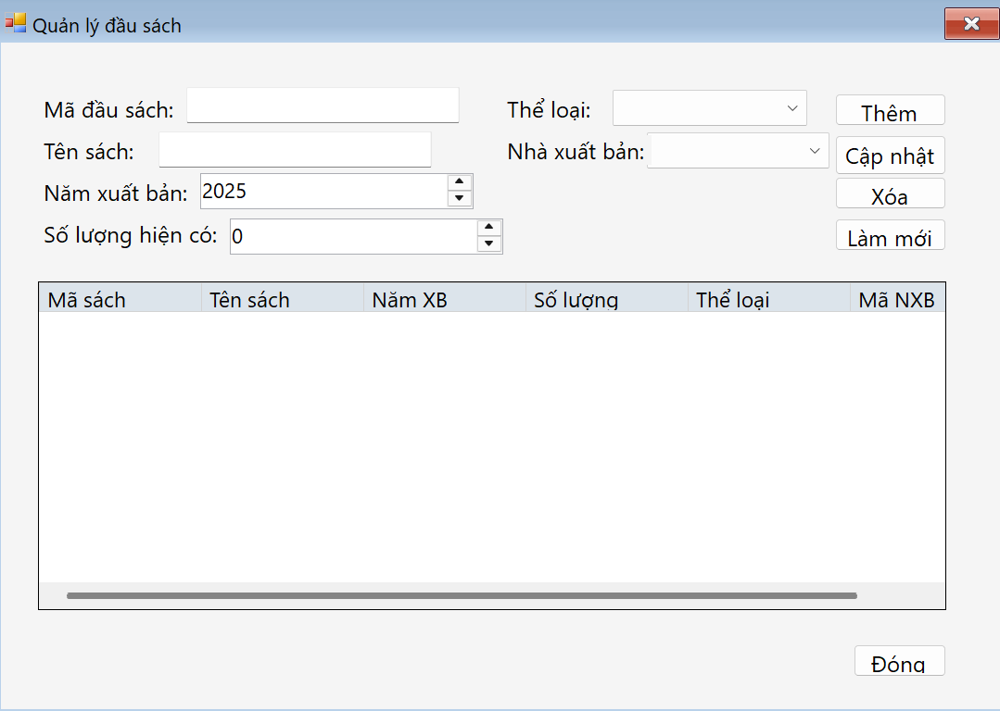 Quản lý đầu sách
Mã đầu sách:
Thể loại:
Thêm
Tên sách:
Nhà xuất bản:
Cập nhật
Năm xuất bản: 2025
Xóa
Số lượng hiện có: 0
Làm mới
Mã sách Tên sách Năm XB Số lượng Thể loại Mã NXB
Đóng